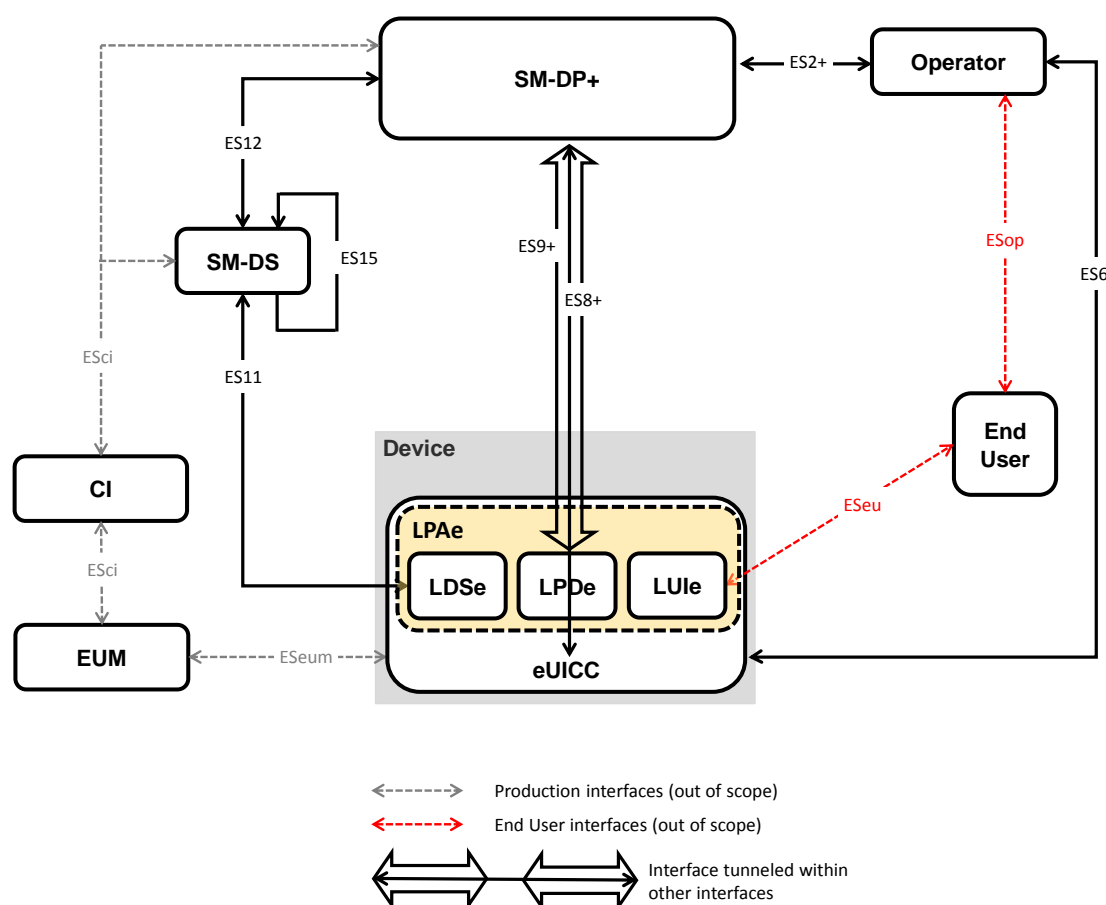 SM-DP+
ES2+
Operator
ES12
SM-DS
ES15
ES9+
ES8+
ESop
ES6
ESci
ES11
Device
End
User
CI
ESeu
LPAe
LDSe
LPDe
LUIe
ESci
EUM
ESeum
eUICC
Production interfaces (out of scope)
End User interfaces (out of scope)
Interface tunneled within
other interfaces